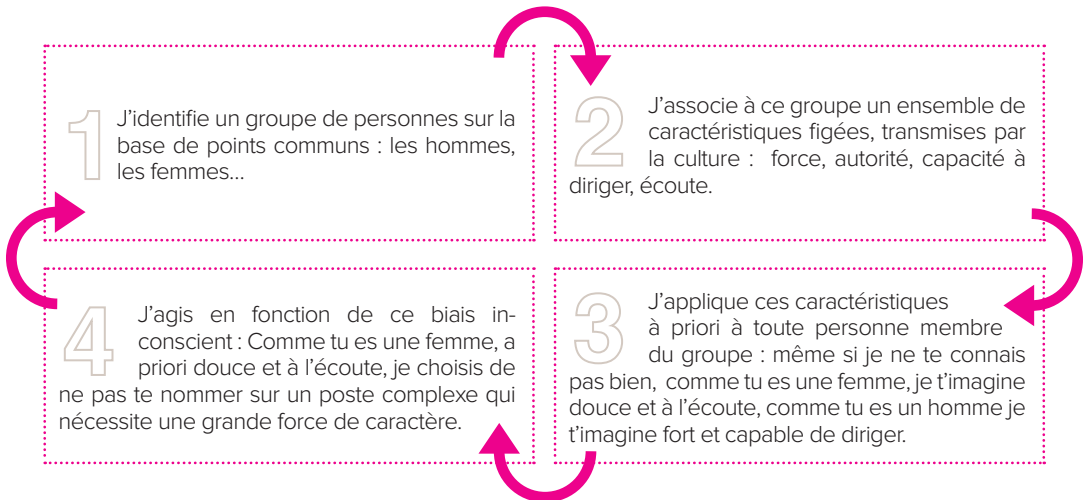 1
J’identifie un groupe de personnes sur la
base de points communs : les hommes,
les femmes...
2
J’associe à ce groupe un ensemble de
caractéristiques figées, transmises par
la culture : force, autorité, capacité à
diriger, écoute.
3
J’applique ces caractéristiques
à priori à toute personne membre
du groupe : même si je ne te connais
pas bien, comme tu es une femme, je t’imagine
douce et à l’écoute, comme tu es un homme je
t’imagine fort et capable de diriger.
4
J’agis en fonction de ce biais in-
conscient : Comme tu es une femme, a
priori douce et à l’écoute, je choisis de
ne pas te nommer sur un poste complexe qui
nécessite une grande force de caractère.